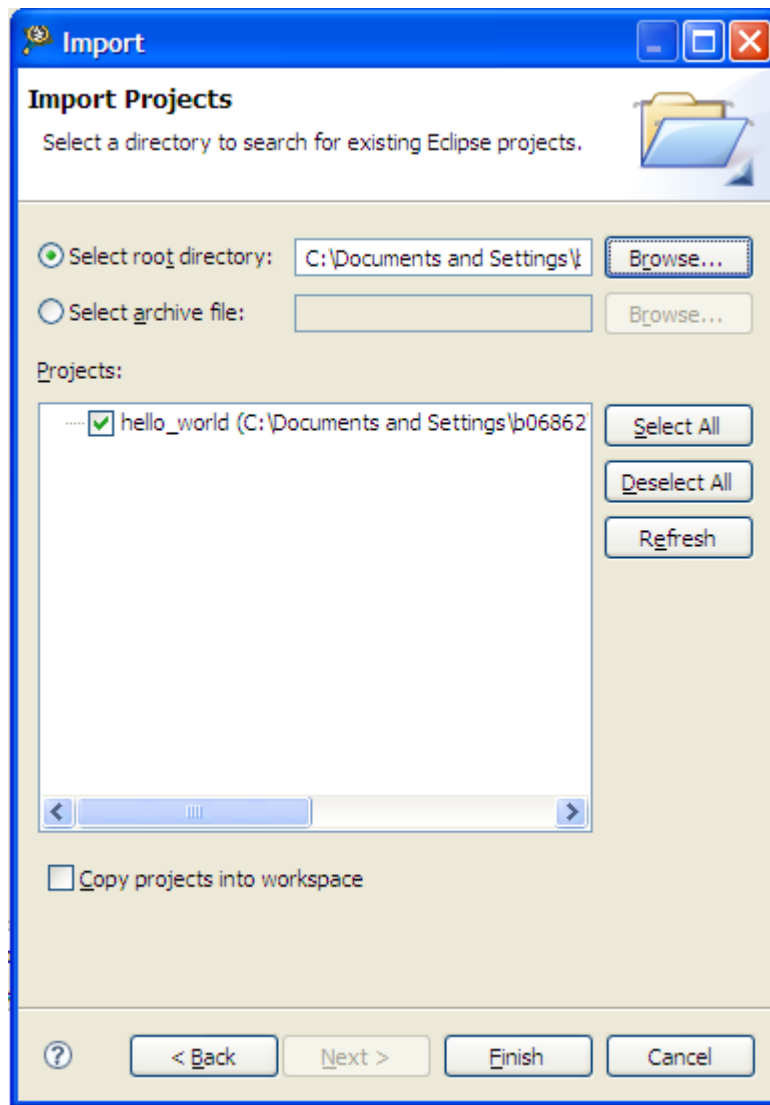 Import
Import Projects
Select a directory to search for existing Eclipse projects.
Select root directory: C:\Documents and Settings\ Browse...
Select archive file: Browse...
Projects:
hello_world (C:\Documents and Settings\b06862 Select All
Deselect All
Refresh
Copy projects into workspace
? < Back Next > Finish Cancel